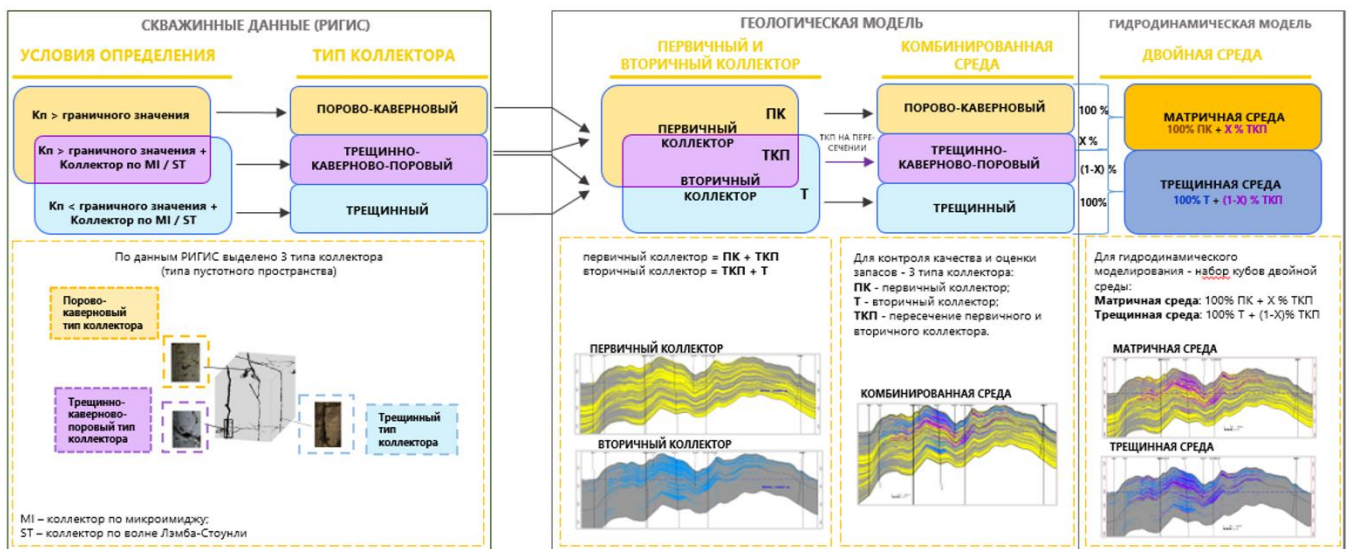 СКВАЖИННЫЕ ДАННЫЕ (РИГИС)
УСЛОВИЯ ОПРЕДЕЛЕНИЯ
ТИП КОЛЛЕКТОРА
Кп > граничного значения
Кп > граничного значения +
Коллектор по MI / ST
Кп < граничного значения +
Коллектор по MI / ST
ПОРОВО-КАВЕРНОВЫЙ
ТРЕЩИННО-
КАВЕРНОВО-ПОРОВЫЙ
ТРЕЩИННЫЙ
По данным РИГИС выделено 3 типа коллектора
(типа пустотного пространства)
Порово-
каверновый
тип коллектора
Трещинно-
каверново-
поровый тип
коллектора
Трещинный
тип
коллектора
MI – коллектор по микроимиджу;
ST – коллектор по волне Лэмба-Стоунли
ГЕОЛОГИЧЕСКАЯ МОДЕЛЬ
ПЕРВИЧНЫЙ И
ВТОРИЧНЫЙ КОЛЛЕКТОР
КОМБИНИРОВАННАЯ
СРЕДА
ПК
ПЕРВИЧНЫЙ
КОЛЛЕКТОР
ТКП
ВТОРИЧНЫЙ
КОЛЛЕКТОР
Т
ТКП НА ПЕРЕ-
СЕЧЕНИИ
ПОРОВО-КАВЕРНОВЫЙ
ТРЕЩИННО-
КАВЕРНОВО-ПОРОВЫЙ
ТРЕЩИННЫЙ
первичный коллектор = ПК + ТКП
вторичный коллектор = ТКП + Т
ПЕРВИЧНЫЙ КОЛЛЕКТОР
ВТОРИЧНЫЙ КОЛЛЕКТОР
Для контроля качества и оценки
запасов - 3 типа коллектора:
ПК - первичный коллектор;
Т - вторичный коллектор;
ТКП - пересечение первичного и
вторичного коллектора.
КОМБИНИРОВАННАЯ СРЕДА
ГИДРОДИНАМИЧЕСКАЯ МОДЕЛЬ
ДВОЙНАЯ СРЕДА
100 %
X %
(1-X) %
100%
МАТРИЧНАЯ СРЕДА
100% ПК + X % ТКП
ТРЕЩИННАЯ СРЕДА
100% Т + (1-X) % ТКП
Для гидродинамического
моделирования - набор кубов двойной
среды:
Матричная среда: 100% ПК + X % ТКП
Трещинная среда: 100% Т + (1-X)% ТКП
МАТРИЧНАЯ СРЕДА
ТРЕЩИННАЯ СРЕДА